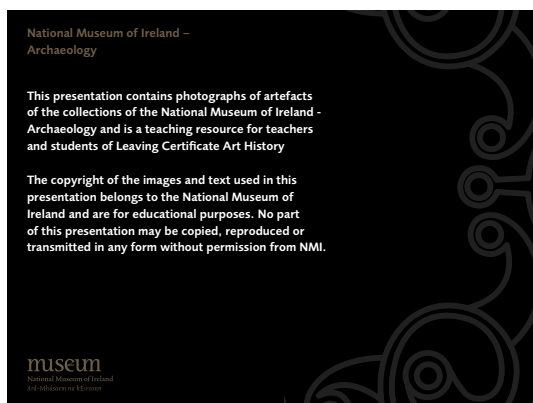 National Museum of Ireland –
Archaeology
This presentation contains photographs of artefacts
of the collections of the National Museum of Ireland -
Archaeology and is a teaching resource for teachers
and students of Leaving Certificate Art History
The copyright of the images and text used in this
presentation belongs to the National Museum of
Ireland and are for educational purposes. No part
of this presentation may be copied, reproduced or
transmitted in any form without permission from NMI.
museum
National Museum of Ireland
Ard-Mhúsaem na hÉireann